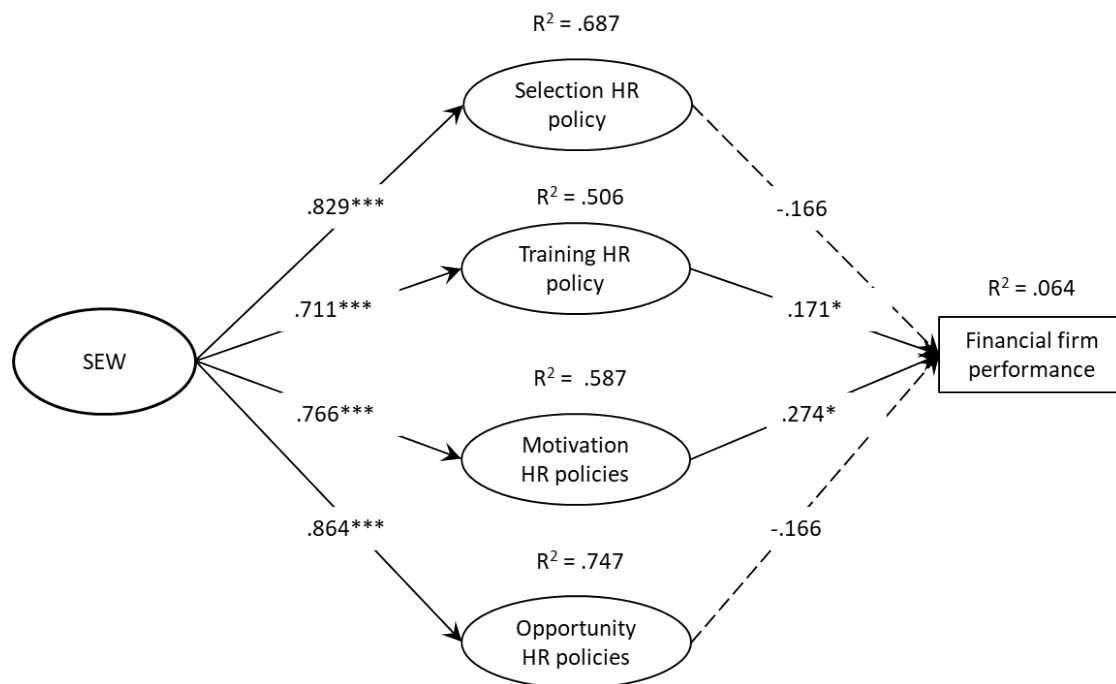 R² = .687
Selection HR
policy
.829***
-.166
R² = .506
Training HR
policy
.711***
.171*
R² = .064
Financial firm
performance
SEW
R² = .587
.766***
.274*
Motivation
HR policies
.864***
-.166
R² = .747
Opportunity
HR policies